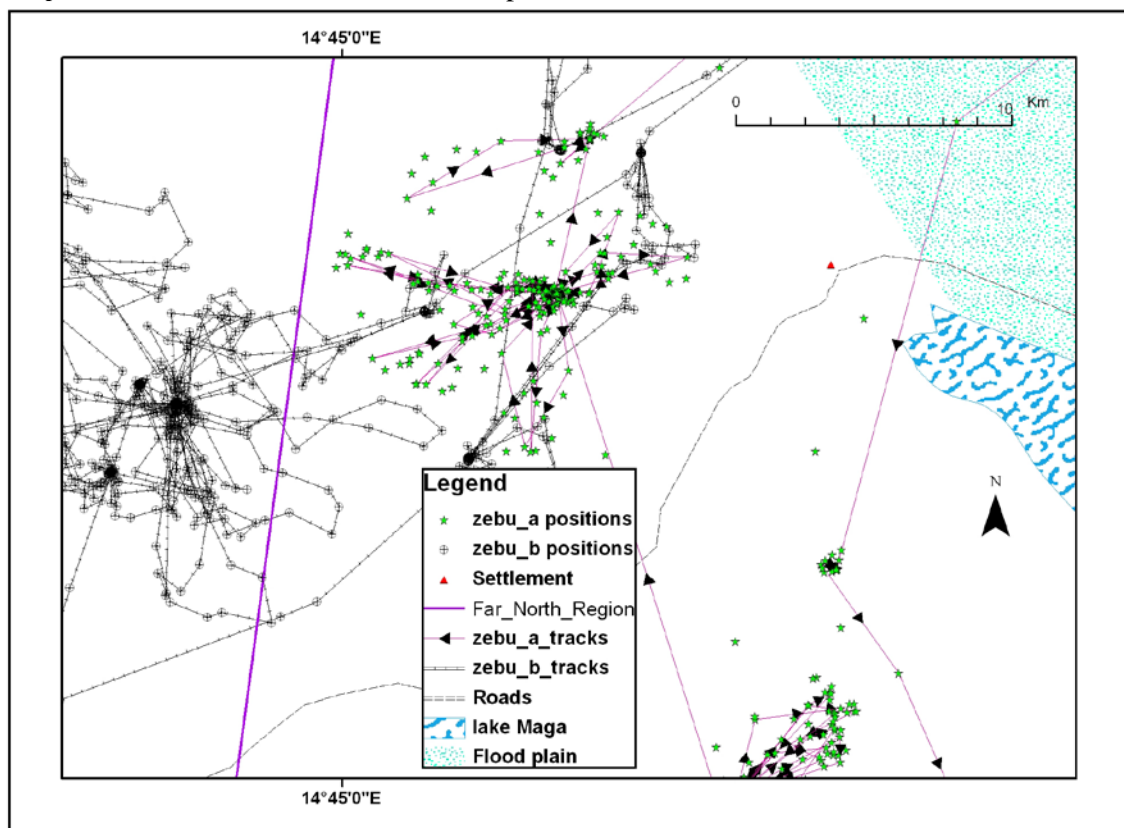 14°45'0"E
0 10 Km
N
Legend
zebu_a positions
zebu_b positions
Settlement
Far_North_Region
zebu_a_tracks
zebu_b_tracks
Roads
lake Maga
Flood plain
14°45'0"E